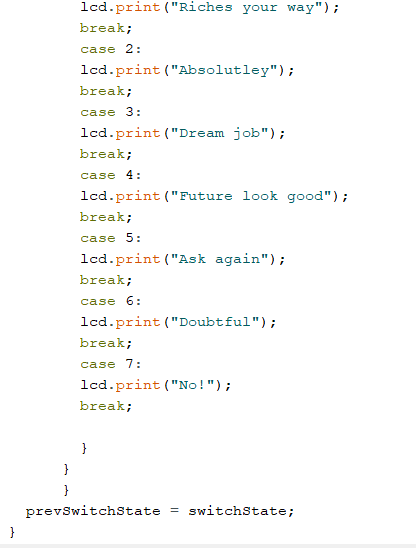 lcd.print("Riches your way");
break;
case 2:
lcd.print("Absolutley");
break;
case 3:
lcd.print("Dream job");
break;
case 4:
lcd.print("Future look good");
break;
case 5:
lcd.print("Ask again");
break;
case 6:
lcd.print("Doubtful");
break;
case 7:
lcd.print("No!");
break;
}
}
}
prevSwitchState = switchState;
}